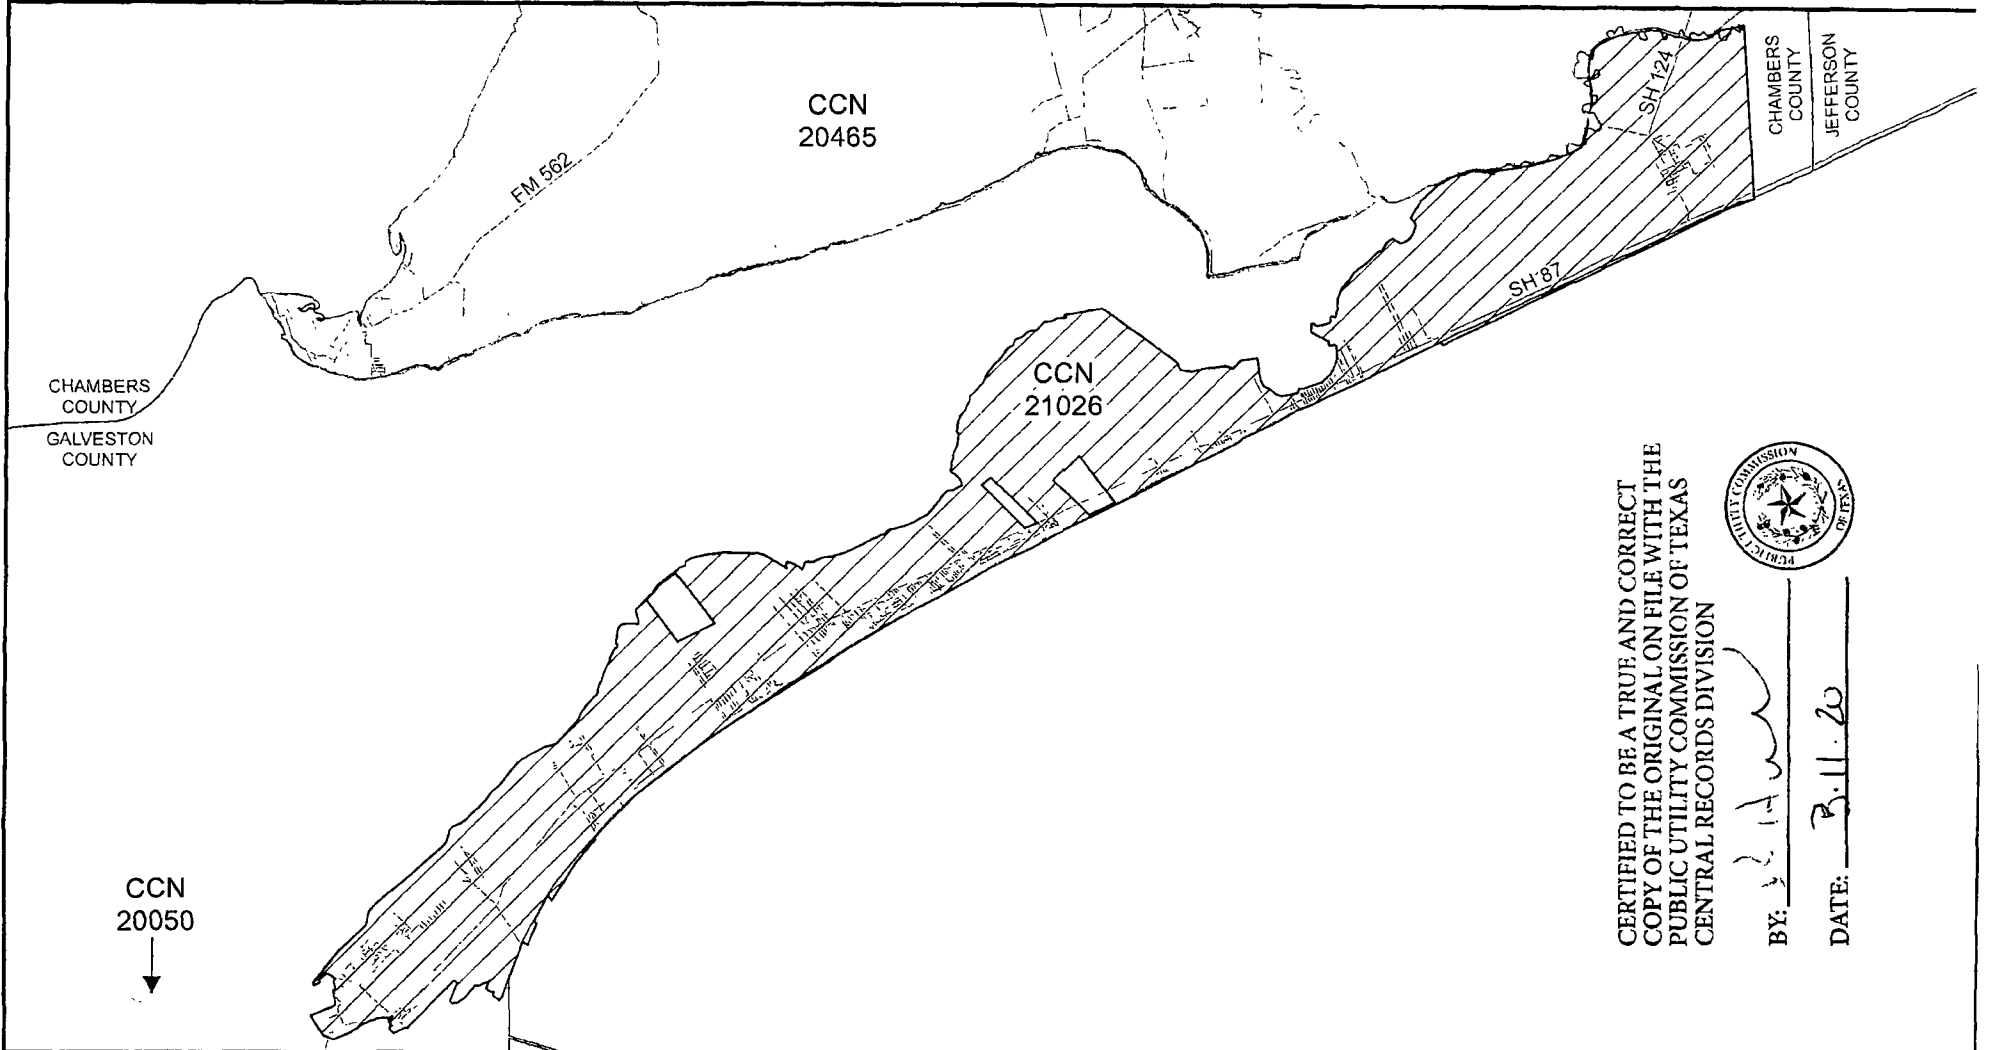 CCN
20465
FM 562
SH 124
CHAMBERS
COUNTY
JEFFERSON
COUNTY
SH 87
CCN
21026
CHAMBERS
COUNTY
GALVESTON
COUNTY
CCN
20050
CERTIFIED TO BE A TRUE AND CORRECT
COPY OF THE ORIGINAL ON FILE WITH THE
PUBLIC UTILITY COMMISSION OF TEXAS
CENTRAL RECORDS DIVISION
BY:
DATE: 3.11.20
PUBLIC UTILITY COMMISSION
OF TEXAS